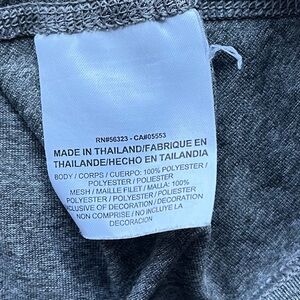 RN#56323 - CA#05553
MADE IN THAILAND/FABRIQUE EN
THAILANDE/HECHO EN TAILANDIA
BODY / CORPS / CUERPO: 100% POLYESTER /
POLYESTER / POLIESTER
MESH / MAILLE FILET / MALLA: 100%
POLYESTER / POLYESTER / POLIESTER
CLUSIVE OF DECORATION / DECORATION
NON COMPRISE / NO INCLUYE LA
DECORACION